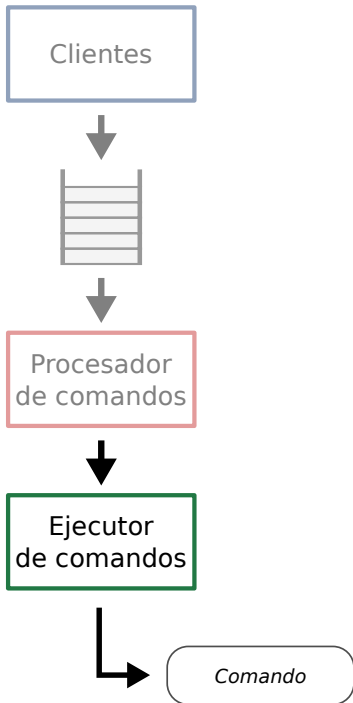 Clientes
Procesador
de comandos
Ejecutor
de comandos
Comando